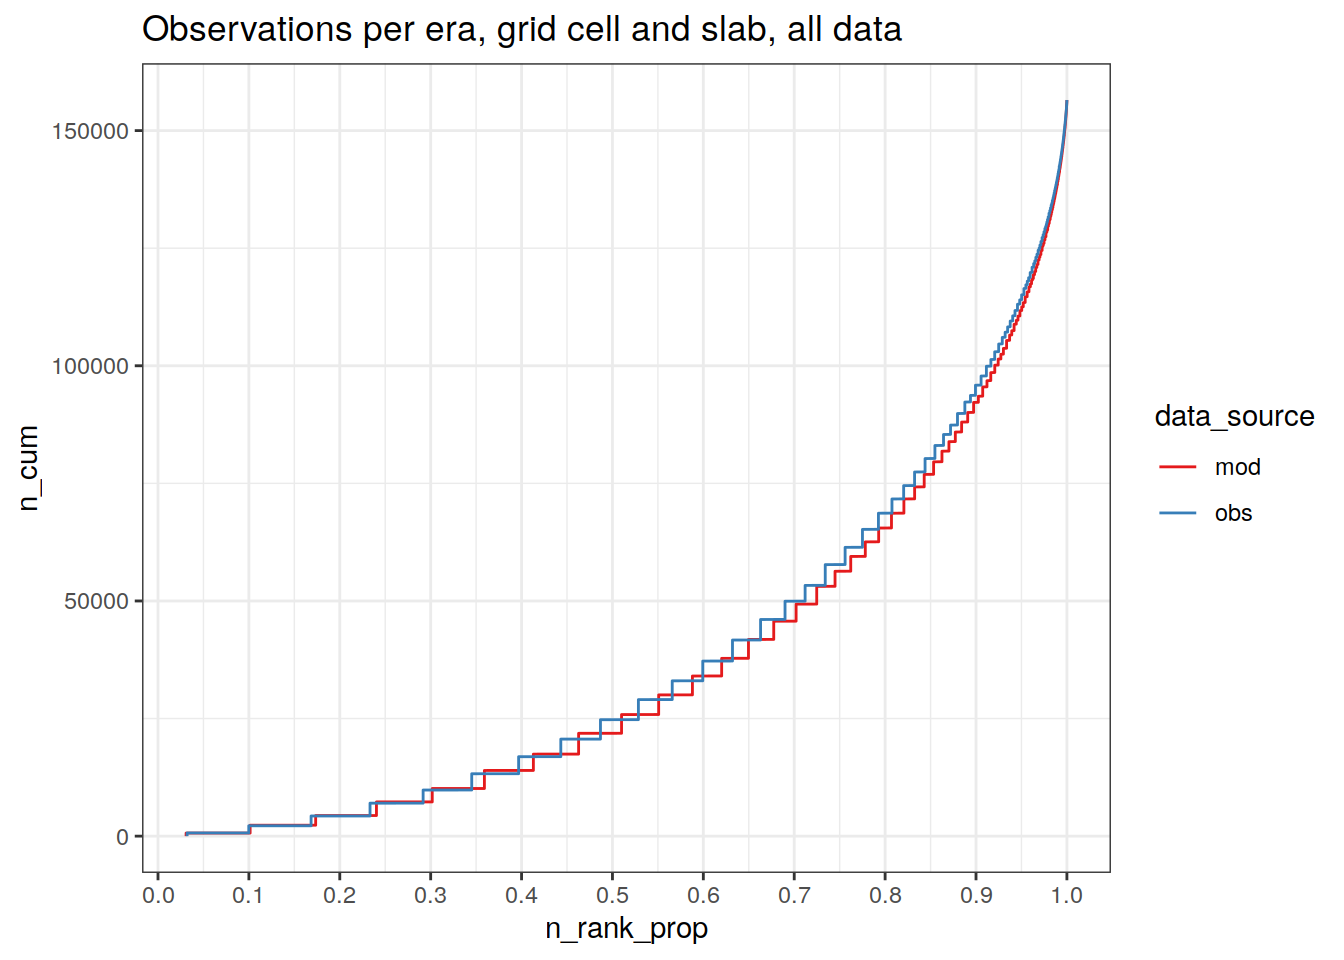 Observations per era, grid cell and slab, all data
150000
100000
50000
0
n_cum
0.0 0.1 0.2 0.3 0.4 0.5 0.6 0.7 0.8 0.9 1.0
n_rank_prop
data_source
mod
obs